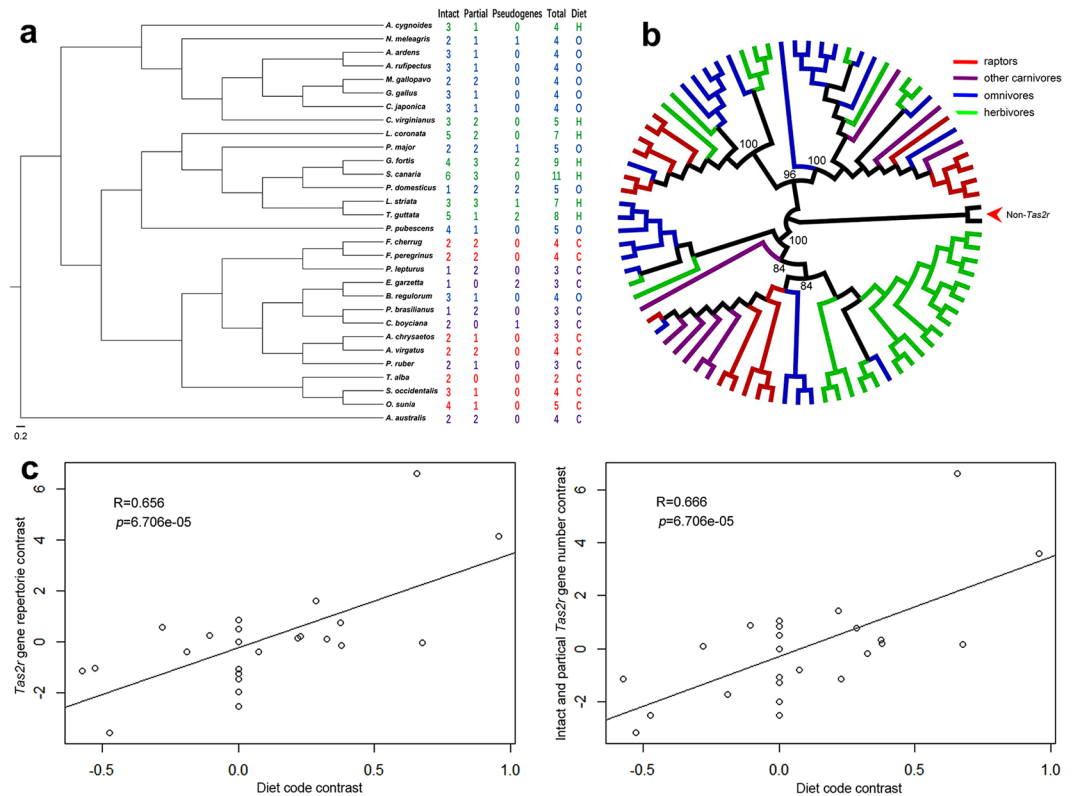 a
Intact Partial Pseudogenes Total Diet
A. cygnoides 3 1 0 4 H
N. meleagris 2 1 1 4 O
A. ardens 3 1 0 4 O
A. rufipectus 3 1 0 4 O
M. gallopavo 2 2 0 4 O
G. gallus 3 1 0 4 O
C. japonica 3 1 0 4 O
C. virginianus 3 2 0 5 H
L. coronata 5 2 0 7 H
P. major 2 2 1 5 O
G. fortis 4 3 2 9 H
S. canaria 6 3 0 11 H
P. domesticus 1 2 2 5 O
L. striata 3 3 1 7 H
T. guttata 5 1 2 8 H
P. pubescens 4 1 0 5 O
F. cherrug 2 2 0 4 C
F. peregrinus 2 2 0 4 C
P. lepturus 1 2 0 3 C
E. garzetta 1 0 2 3 C
B. regulorum 3 1 0 4 O
P. brasilianus 1 2 0 3 C
C. boyciana 2 0 1 3 C
A. chrysaetos 2 1 0 3 C
A. virgatus 2 2 0 4 C
P. ruber 2 1 0 3 C
T. alba 2 0 0 2 C
S. occidentalis 3 1 0 4 C
O. sunia 4 1 0 5 C
A. australis 2 2 0 4 C
0.2
b
raptors
other carnivores
omnivores
herbivores
100
100
96
Non-Tas2r
100
84
84
c
R=0.656
p=6.706e-05
Tas2r gene repertorie contrast
6
4
2
0
-2
-0.5 0.0 0.5 1.0
Diet code contrast
R=0.666
p=6.706e-05
Intact and partical Tas2r gene number contrast
6
4
2
0
-2
-0.5 0.0 0.5 1.0
Diet code contrast